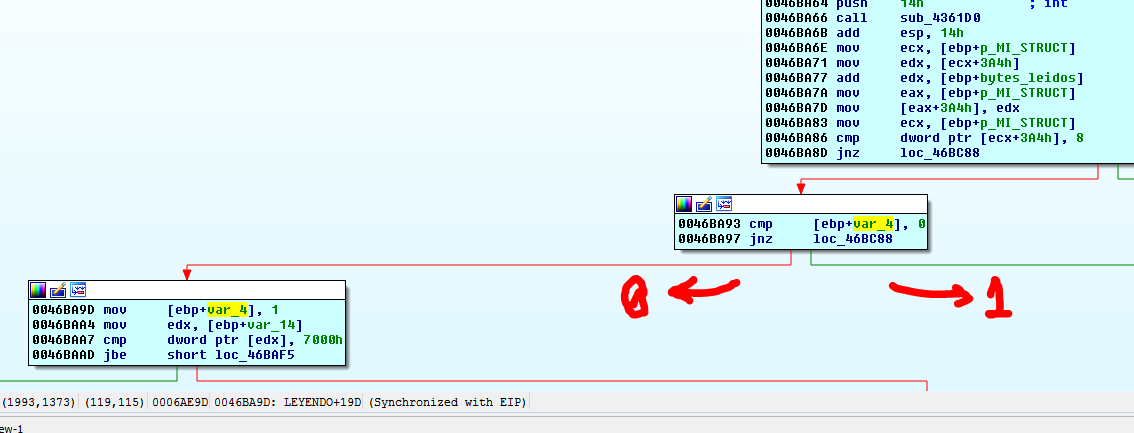 0046BA64 push 14h ; int
0046BA66 call sub_4361D0
0046BA6B add esp, 14h
0046BA6E mov ecx, [ebp+p_MI_STRUCT]
0046BA71 mov edx, [ecx+3A4h]
0046BA77 add edx, [ebp+bytes_leidos]
0046BA7A mov eax, [ebp+p_MI_STRUCT]
0046BA7D mov [eax+3A4h], edx
0046BA83 mov ecx, [ebp+p_MI_STRUCT]
0046BA86 cmp dword ptr [ecx+3A4h], 8
0046BA8D jnz loc_46BC88
0046BA93 cmp [ebp+var_4], 0
0046BA97 jnz loc_46BC88
0 1
0046BA9D mov [ebp+var_4], 1
0046BAA4 mov edx, [ebp+var_14]
0046BAA7 cmp dword ptr [edx], 7000h
0046BAAD jbe short loc_46BAF5
(1993,1373) (119,115) 0006AE9D 0046BA9D: LEYENDO+19D (Synchronized with EIP)
ew-1